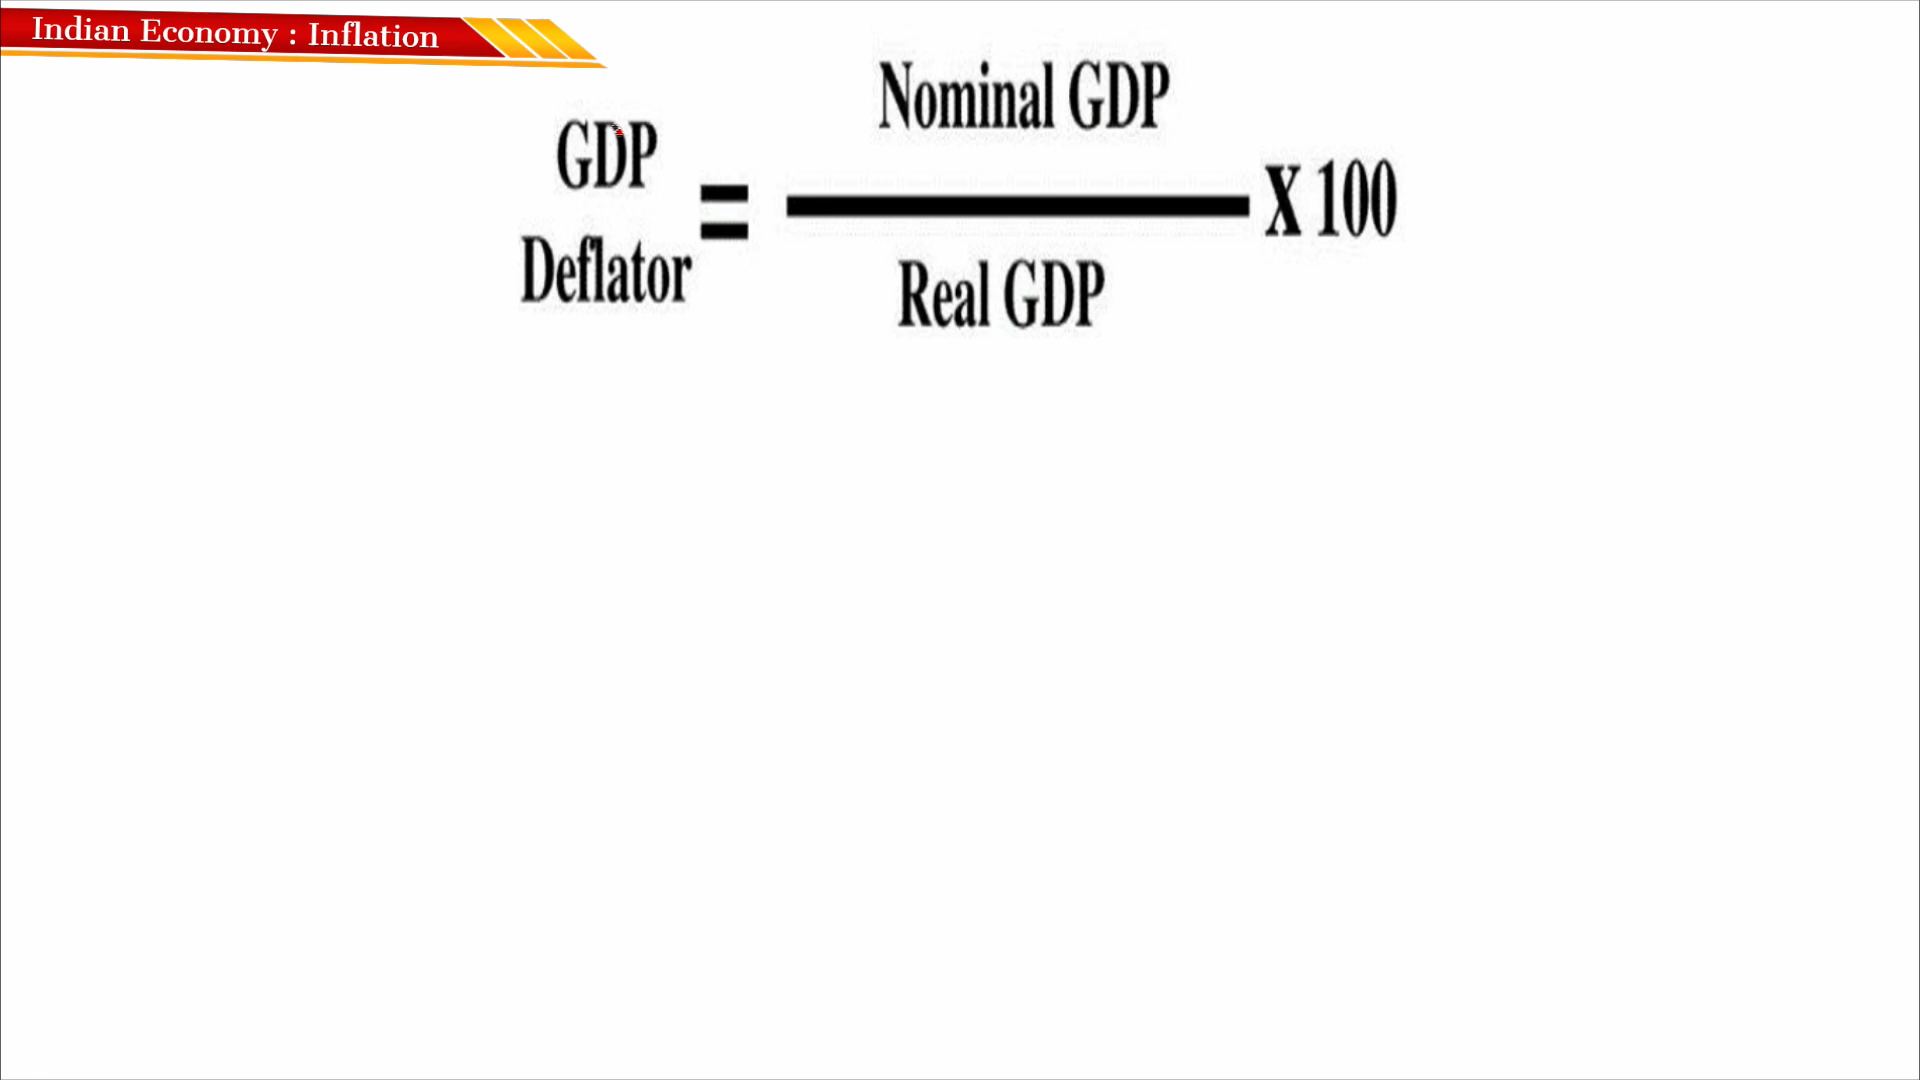 Indian Economy : Inflation
GDP
Deflator
=
Nominal GDP
Real GDP
X 100